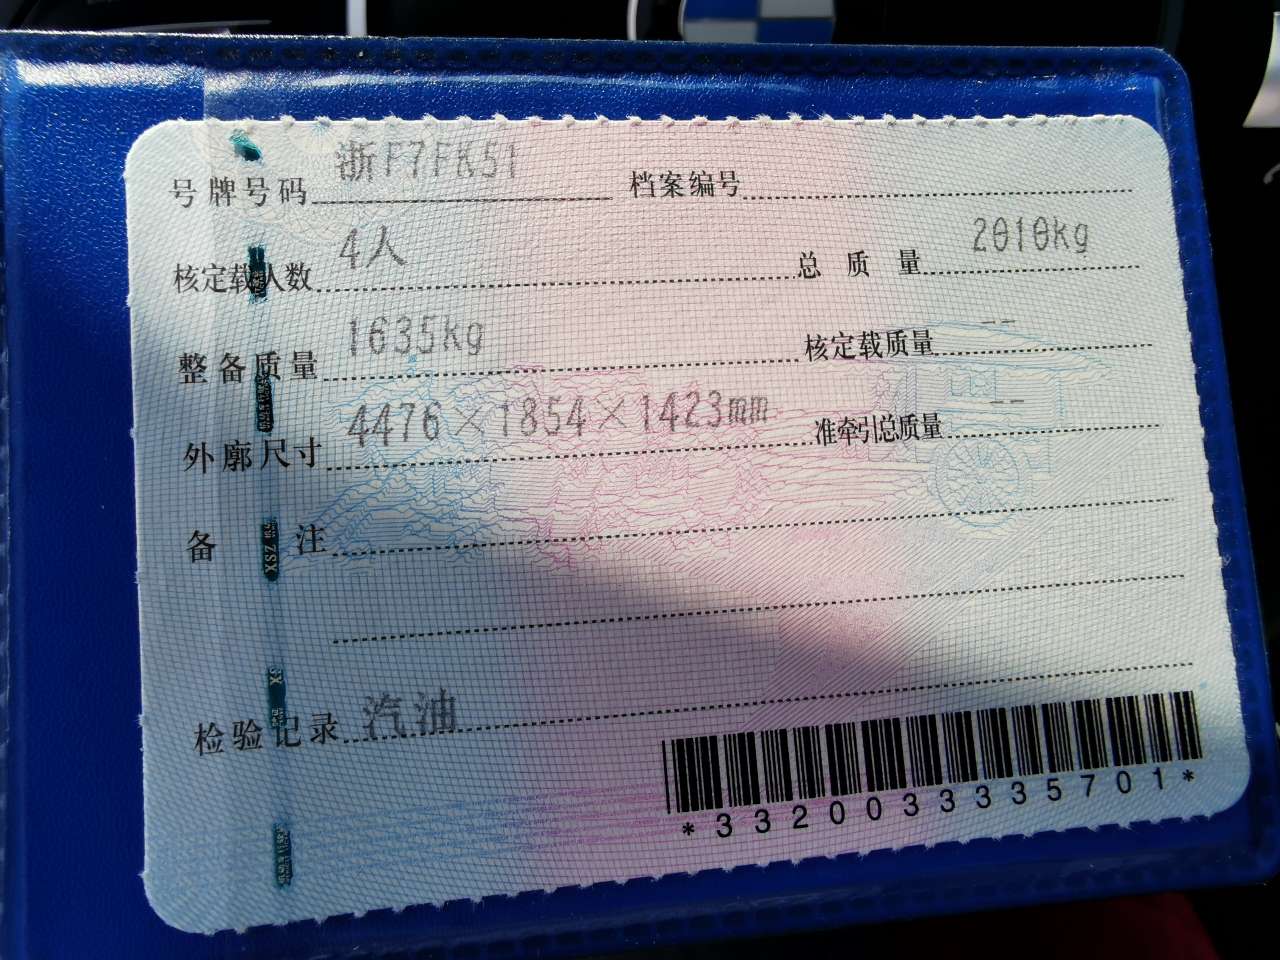 号牌号码 浙F7FK51 档案编号
核定载人数 4人 总质量 2010kg
整备质量 1635kg 核定载质量 --
外廓尺寸 4476×1854×1423mm 准牵引总质量 --
备注
检验记录 汽油
*3320033335701*
XSZ